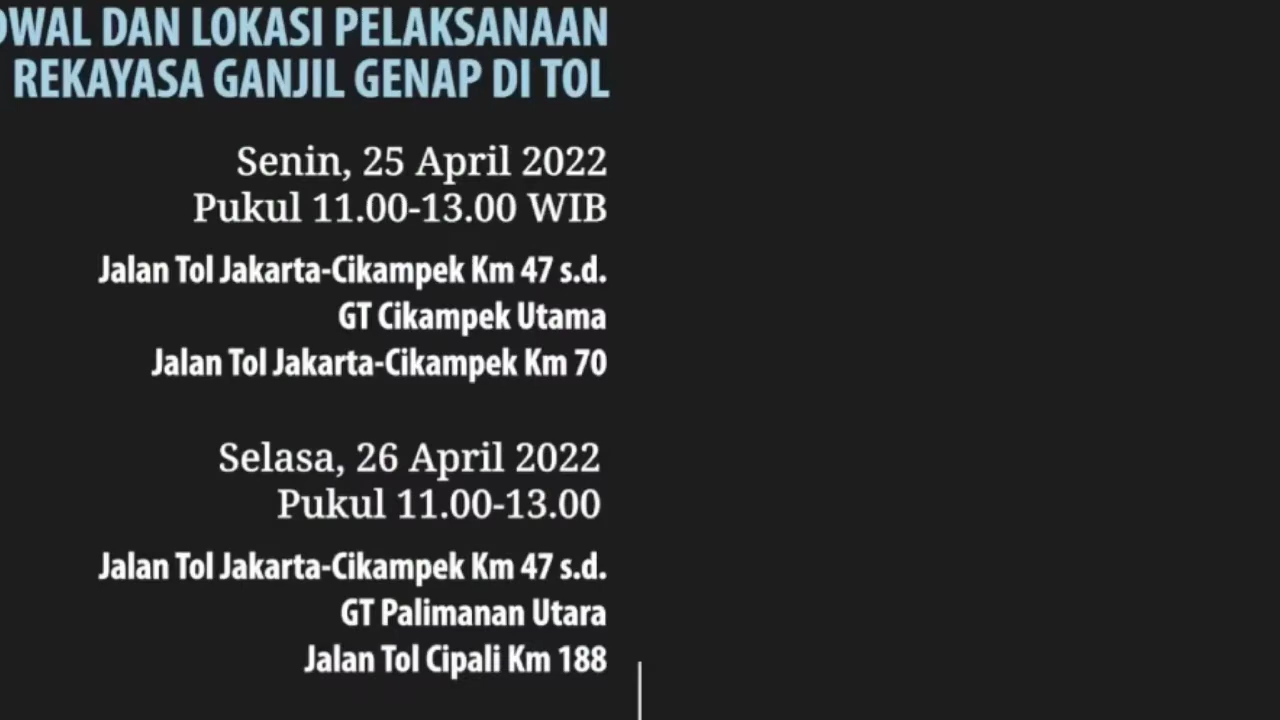 DWAL DAN LOKASI PELAKSANAAN
REKAYASA GANJIL GENAP DI TOL
Senin, 25 April 2022
Pukul 11.00-13.00 WIB
Jalan Tol Jakarta-Cikampek Km 47 s.d.
GT Cikampek Utama
Jalan Tol Jakarta-Cikampek Km 70
Selasa, 26 April 2022
Pukul 11.00-13.00
Jalan Tol Jakarta-Cikampek Km 47 s.d.
GT Palimanan Utara
Jalan Tol Cipali Km 188